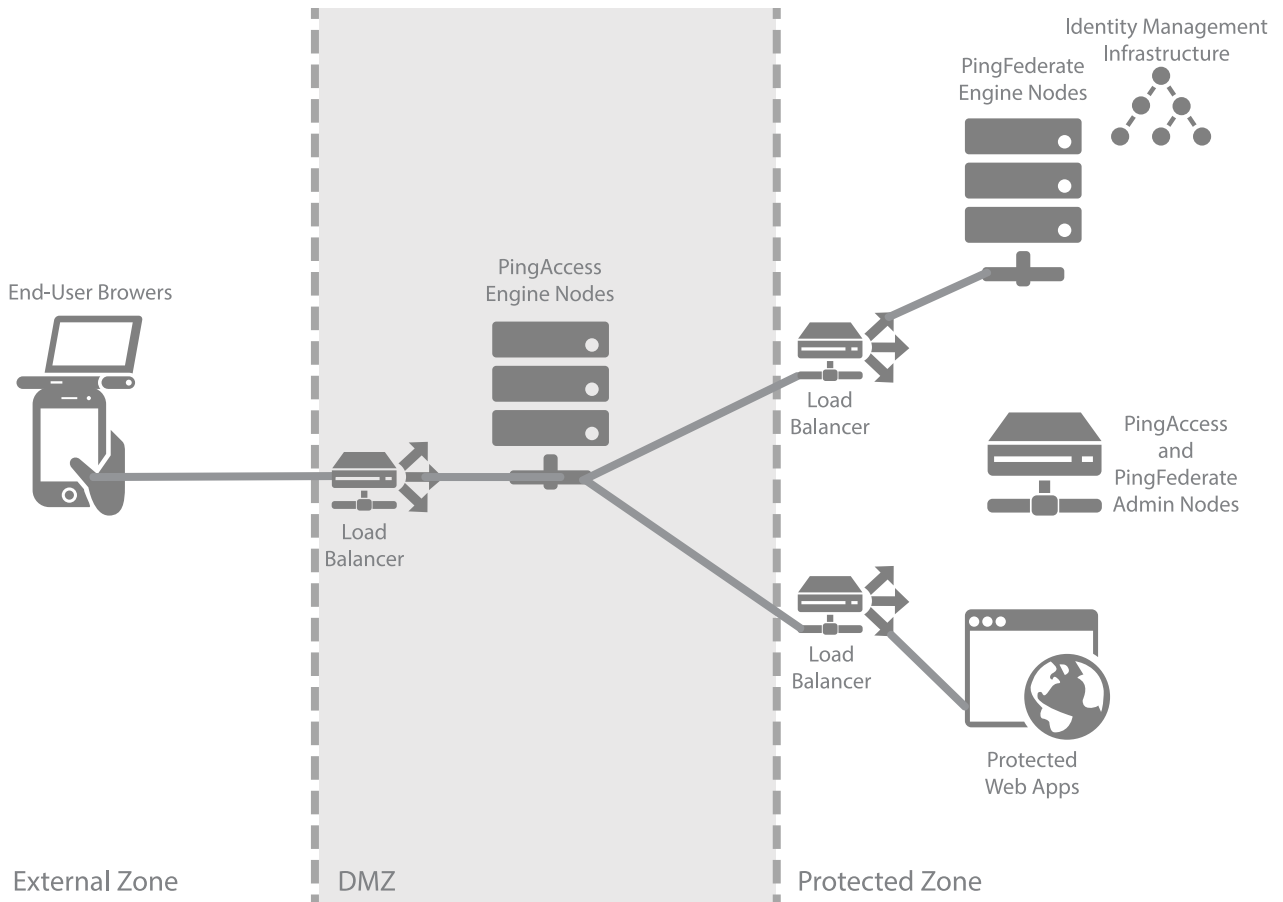 Identity Management
Infrastructure
PingFederate
Engine Nodes
PingAccess
Engine Nodes
End-User Browers
Load
Balancer
PingAccess
and
PingFederate
Admin Nodes
Load
Balancer
Load
Balancer
Protected
Web Apps
External Zone
DMZ
Protected Zone